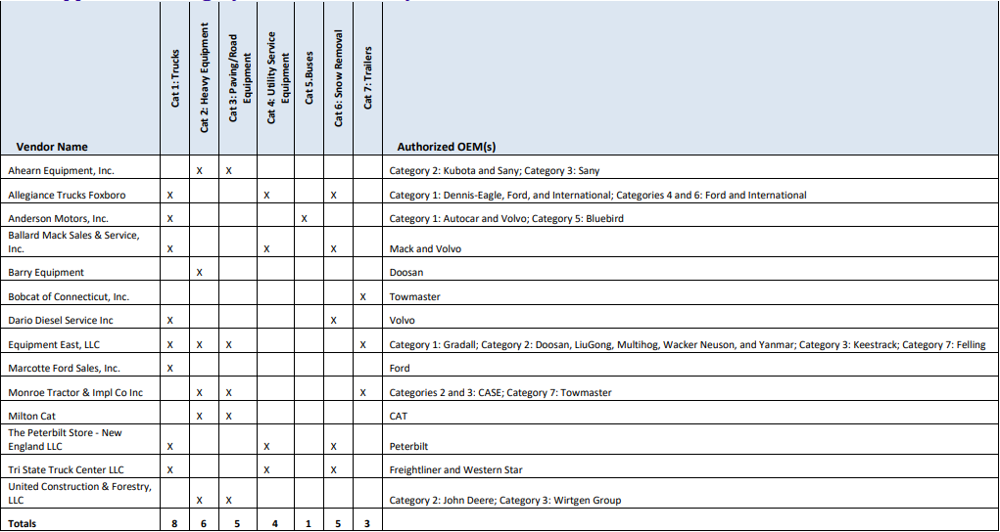 Vendor Name Cat 1: Trucks Cat 2: Heavy Equipment Cat 3: Paving/Road Equipment Cat 4: Utility Service Equipment Cat 5.Buses Cat 6: Snow Removal Cat 7: Trailers Authorized OEM(s)
Ahearn Equipment, Inc. X X Category 2: Kubota and Sany; Category 3: Sany
Allegiance Trucks Foxboro X X X Category 1: Dennis-Eagle, Ford, and International; Categories 4 and 6: Ford and International
Anderson Motors, Inc. X X Category 1: Autocar and Volvo; Category 5: Bluebird
Ballard Mack Sales & Service,
Inc. X X X Mack and Volvo
Barry Equipment X Doosan
Bobcat of Connecticut, Inc. X Towmaster
Dario Diesel Service Inc X X Volvo
Equipment East, LLC X X X X Category 1: Gradall; Category 2: Doosan, LiuGong, Multihog, Wacker Neuson, and Yanmar; Category 3: Keestrack; Category 7: Felling
Marcotte Ford Sales, Inc. X Ford
Monroe Tractor & Impl Co Inc X X X Categories 2 and 3: CASE; Category 7: Towmaster
Milton Cat X X CAT
The Peterbilt Store - New
England LLC X X X Peterbilt
Tri State Truck Center LLC X X X Freightliner and Western Star
United Construction & Forestry,
LLC X X Category 2: John Deere; Category 3: Wirtgen Group
Totals 8 6 5 4 1 5 3